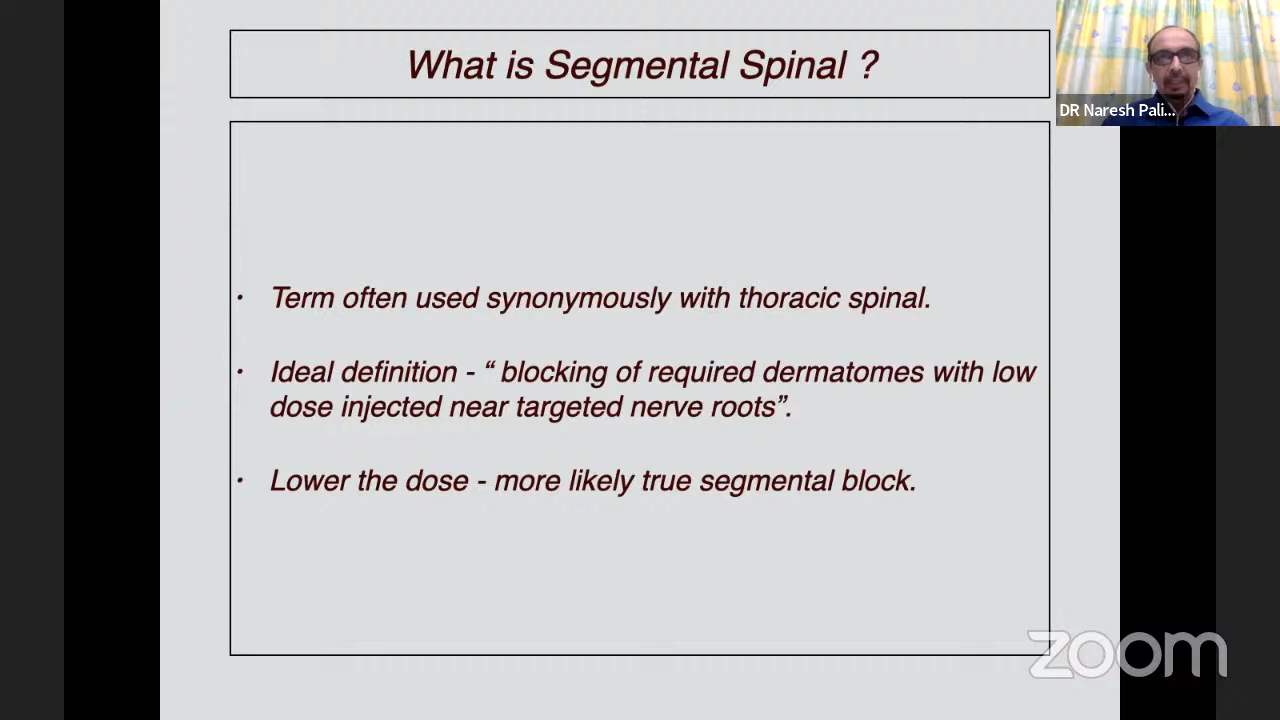 What is Segmental Spinal ?
DR Naresh Pali...
• Term often used synonymously with thoracic spinal.
• Ideal definition - “ blocking of required dermatomes with low
dose injected near targeted nerve roots”.
• Lower the dose - more likely true segmental block.
zoom